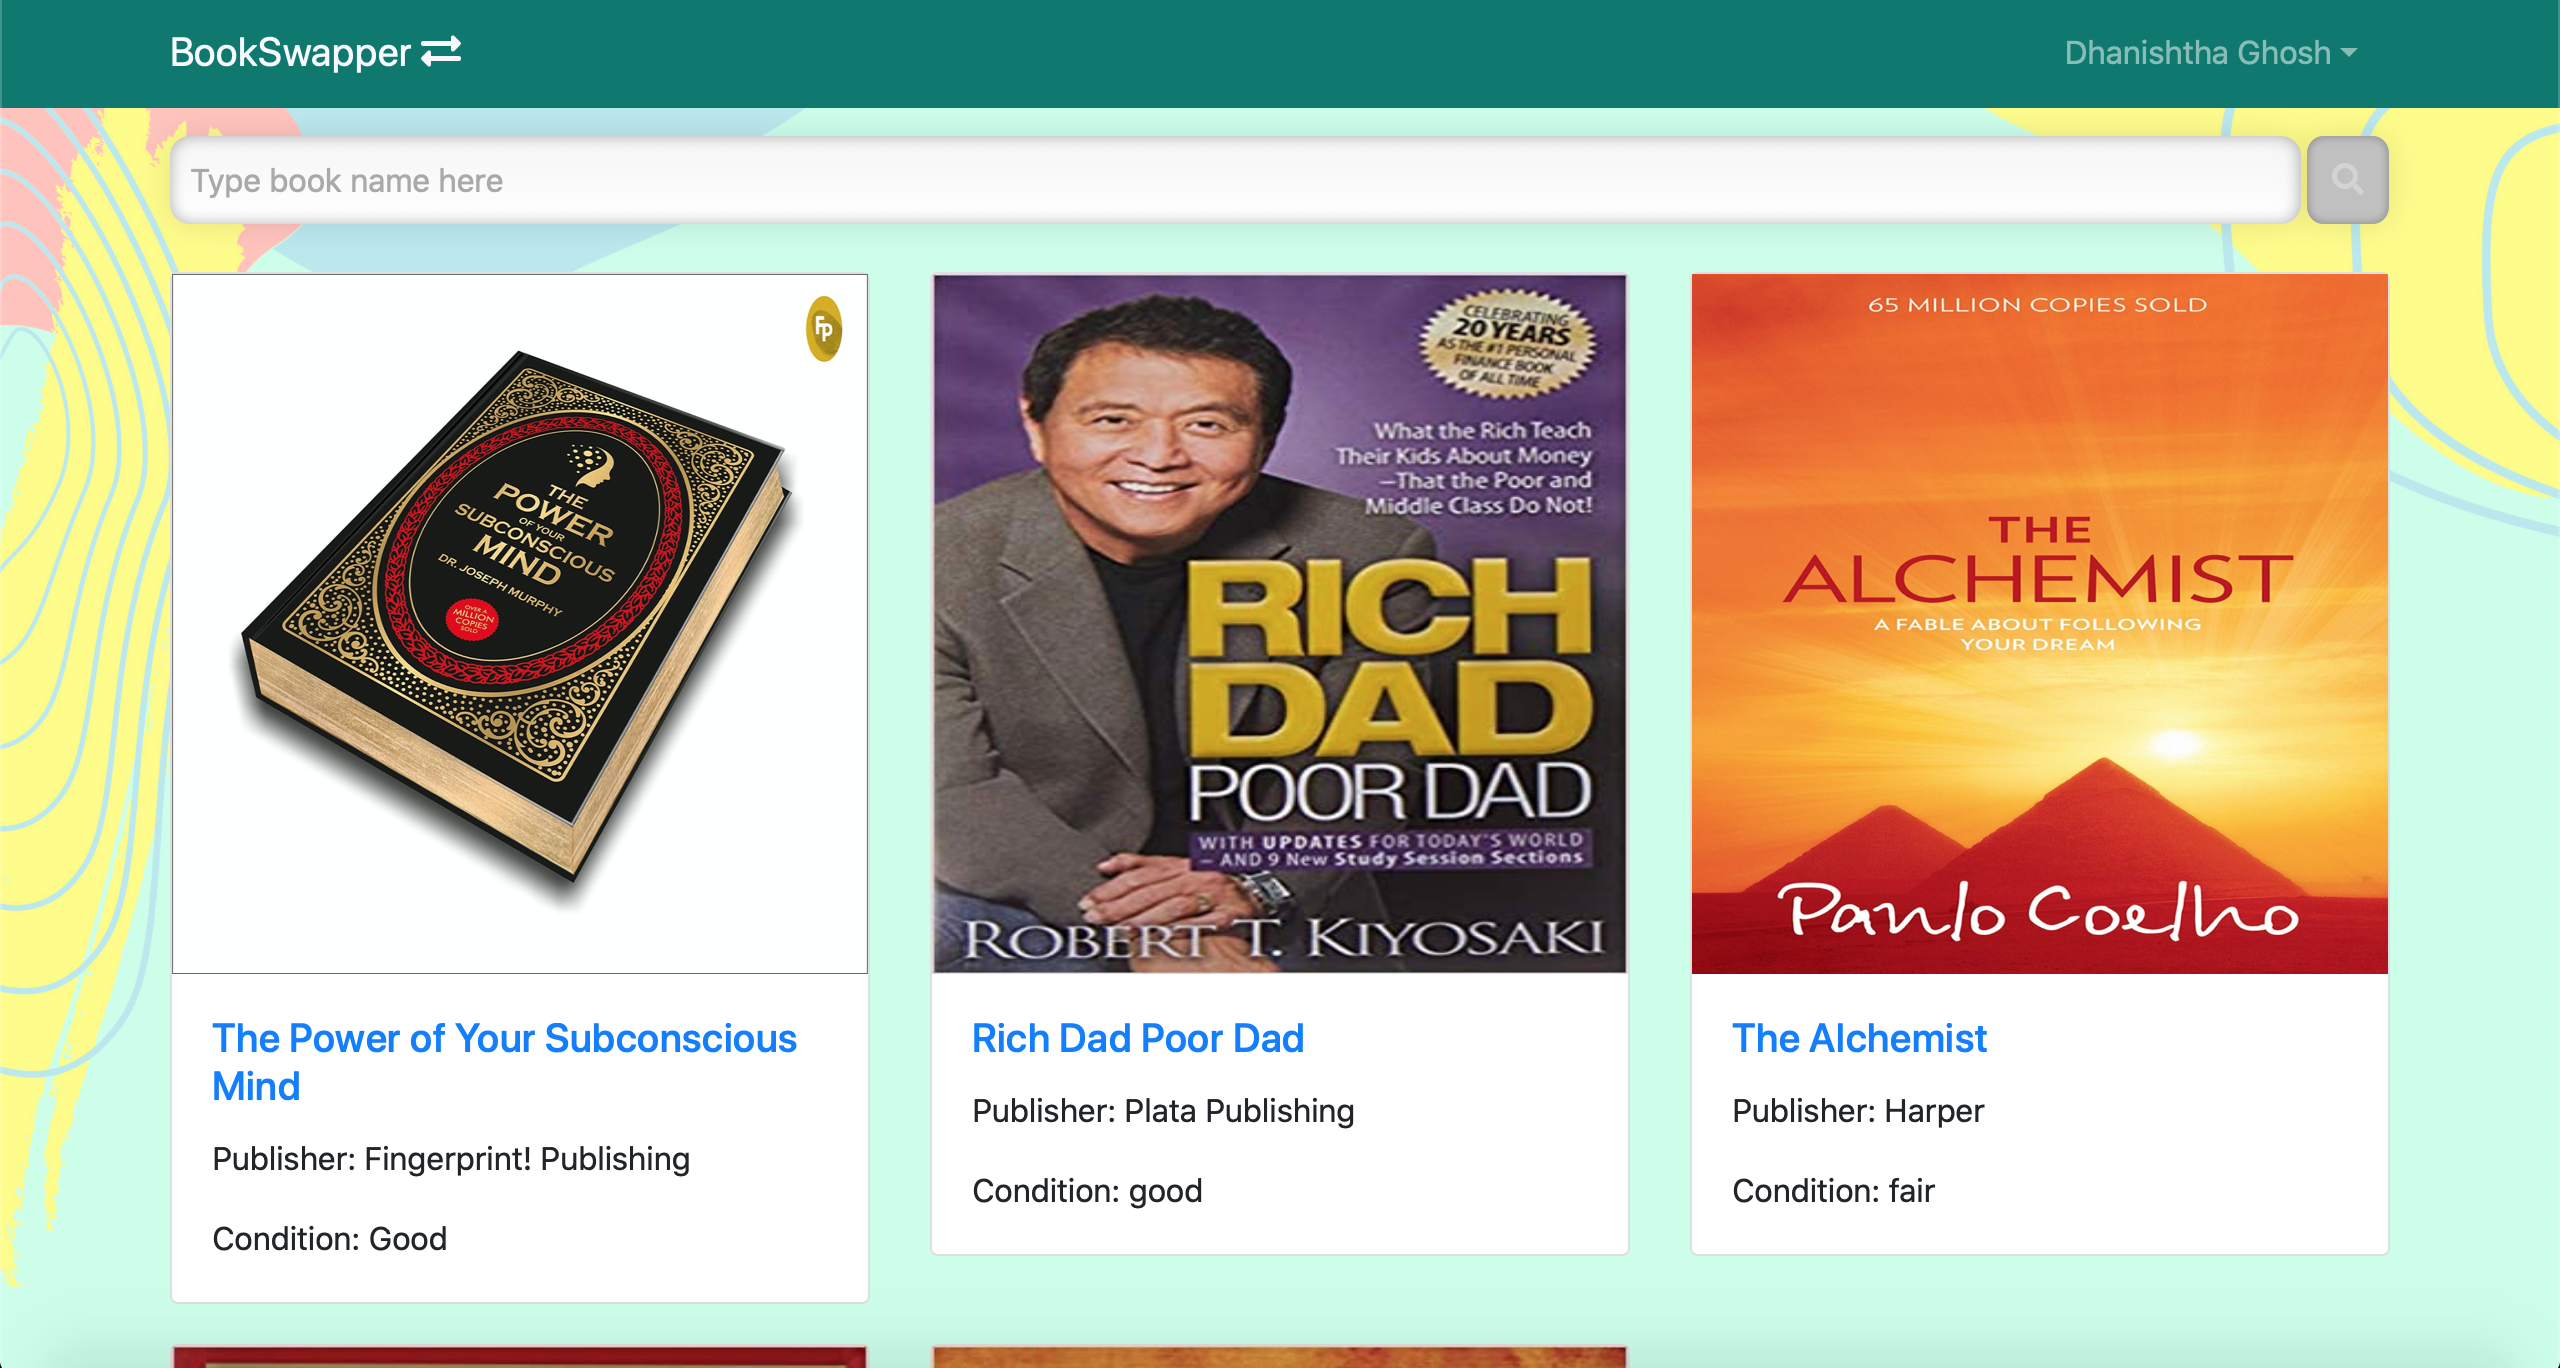 BookSwapper
Dhanishtha Ghosh
Type book name here
FP
THE
POWER
OF YOUR
SUBCONSCIOUS
MIND
DR. JOSEPH MURPHY
OVER A
MILLION
COPIES
SOLD
The Power of Your Subconscious
Mind
Publisher: Fingerprint! Publishing
Condition: Good
CELEBRATING
20 YEARS
AS THE #1 PERSONAL
FINANCE BOOK
OF ALL TIME
What the Rich Teach
Their Kids About Money
–That the Poor and
Middle Class Do Not!
RICH
DAD
POOR DAD
WITH UPDATES FOR TODAY'S WORLD
– AND 9 New Study Session Sections
ROBERT T. KIYOSAKI
Rich Dad Poor Dad
Publisher: Plata Publishing
Condition: good
65 MILLION COPIES SOLD
THE
ALCHEMIST
A FABLE ABOUT FOLLOWING
YOUR DREAM
Paulo Coelho
The Alchemist
Publisher: Harper
Condition: fair